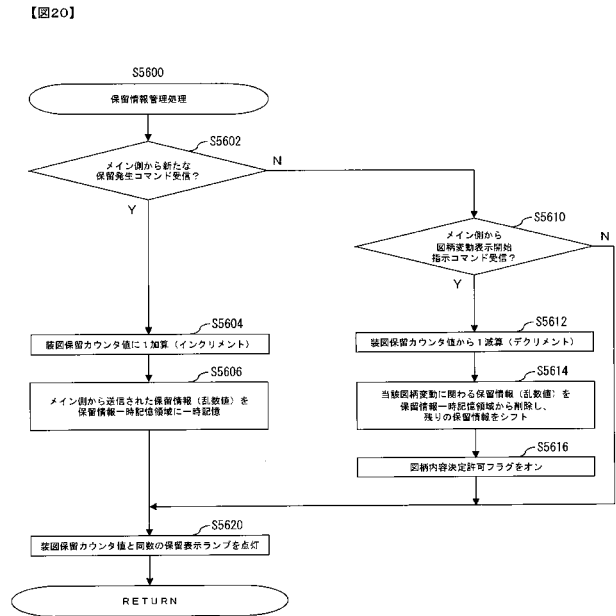 【図20】
S5600
保留情報管理処理
S5602
メイン側から新たな
保留発生コマンド受信？
N
Y
S5610
メイン側から
図柄変動表示開始
指示コマンド受信？
N
Y
S5604
装図保留カウンタ値に1加算（インクリメント）
S5606
メイン側から送信された保留情報（乱数値）を
保留情報一時記憶領域に一時記憶
S5612
装図保留カウンタ値から1減算（デクリメント）
S5614
当該図柄変動に関わる保留情報（乱数値）を
保留情報一時記憶領域から削除し、
残りの保留情報をシフト
S5616
図柄内容決定許可フラグをオン
S5620
装図保留カウンタ値と同数の保留表示ランプを点灯
RETURN